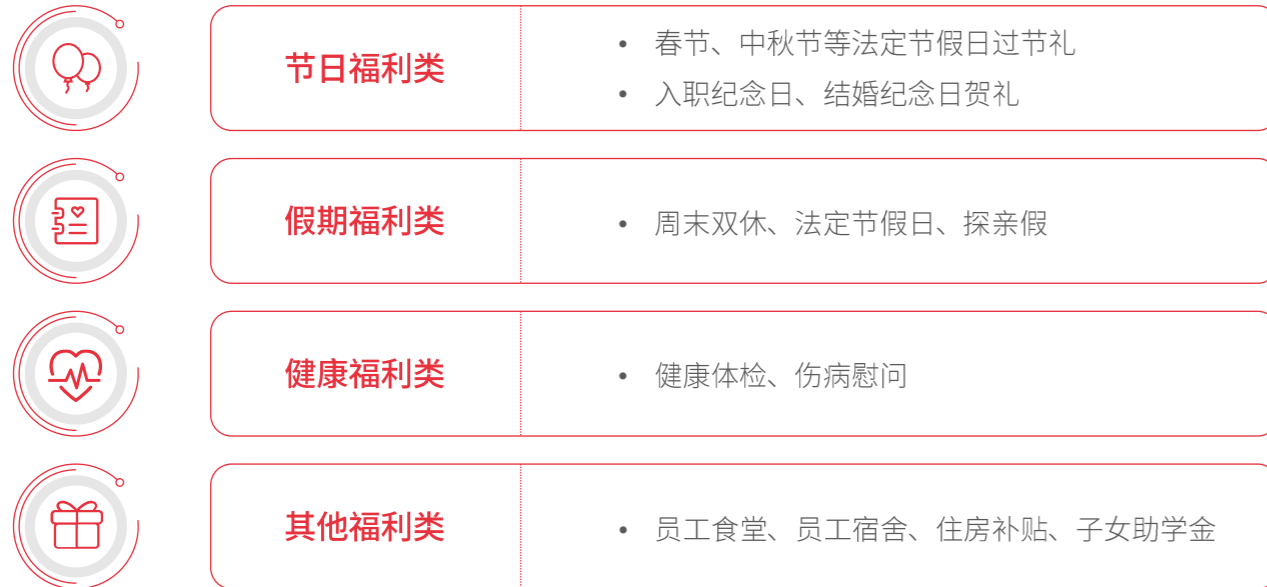 节日福利类
• 春节、中秋节等法定节假日过节礼
• 入职纪念日、结婚纪念日贺礼
假期福利类
• 周末双休、法定节假日、探亲假
健康福利类
• 健康体检、伤病慰问
其他福利类
• 员工食堂、员工宿舍、住房补贴、子女助学金